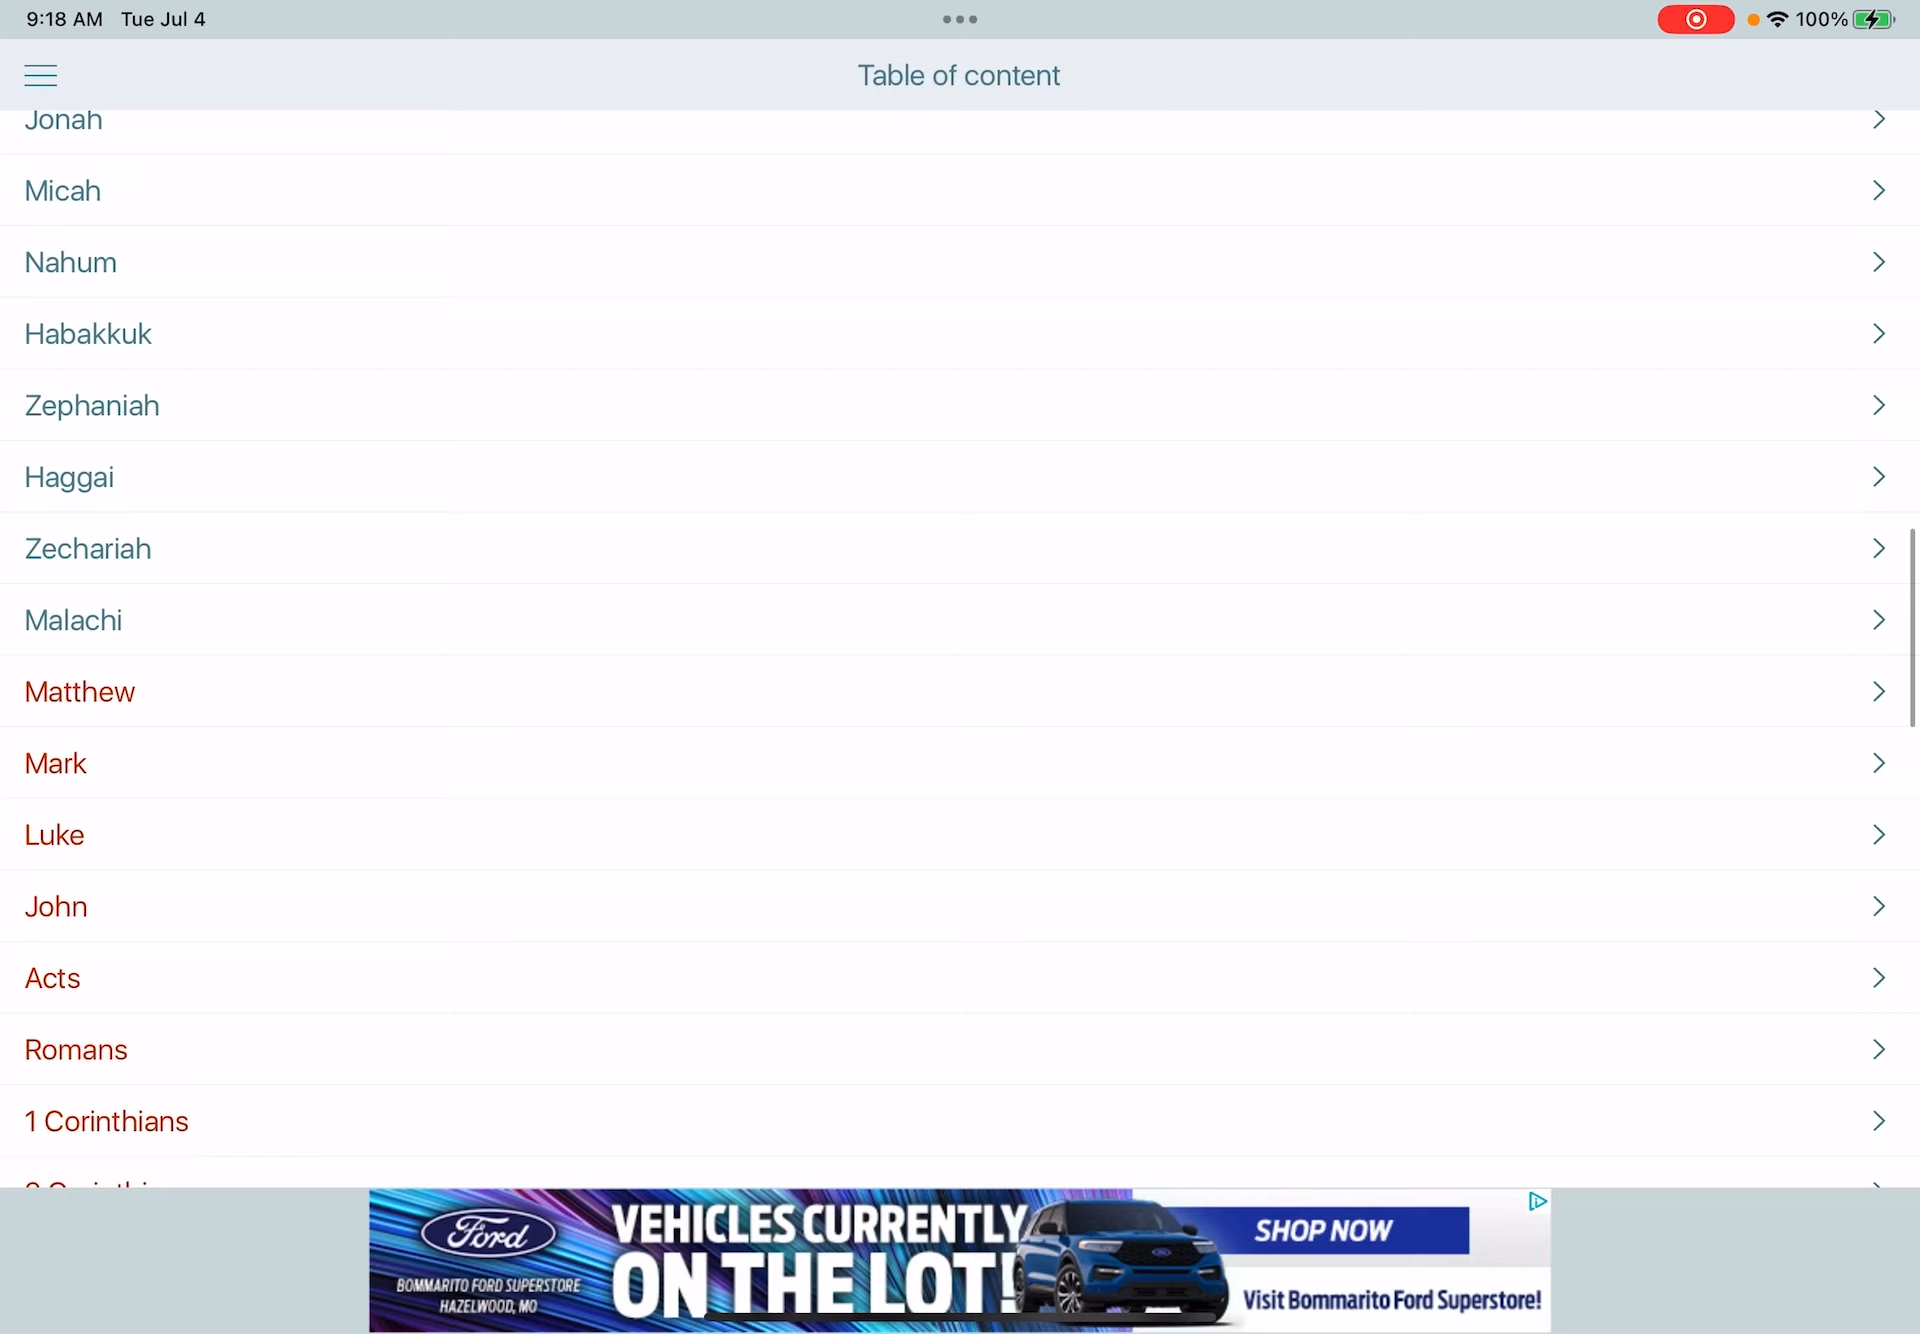 9:18 AM Tue Jul 4
100%
Table of content
Jonah
Micah
Nahum
Habakkuk
Zephaniah
Haggai
Zechariah
Malachi
Matthew
Mark
Luke
John
Acts
Romans
1 Corinthians
Ford
BOMMARITO FORD SUPERSTORE
HAZELWOOD, MO
VEHICLES CURRENTLY
ON THE LOT!
SHOP NOW
Visit Bommarito Ford Superstore!